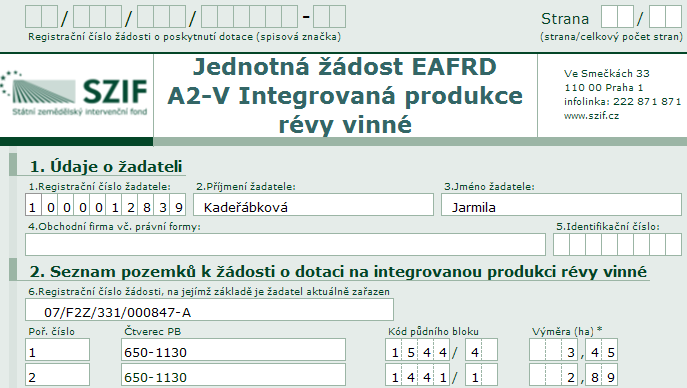 / / / -
Registrační číslo žádosti o poskytnutí dotace (spisová značka)
Strana /
(strana/celkový počet stran)
SZIF
Státní zemědělský intervenční fond
Jednotná žádost EAFRD
A2-V Integrovaná produkce
révy vinné
Ve Smečkách 33
110 00 Praha 1
infolinka: 222 871 871
www.szif.cz
1. Údaje o žadateli
1.Registrační číslo žadatele: 2.Příjmení žadatele: 3.Jméno žadatele:
1000012839 Kadeřábková Jarmila
4.Obchodní firma vč. právní formy: 5.Identifikační číslo:
2. Seznam pozemků k žádosti o dotaci na integrovanou produkci révy vinné
6.Registrační číslo žádosti, na jejímž základě je žadatel aktuálně zařazen
07/F2Z/331/000847-A
Poř. číslo Čtverec PB Kód půdního bloku Výměra (ha) *
1 650-1130 1544/ 4 3,45
2 650-1130 1441/ 1 2,89